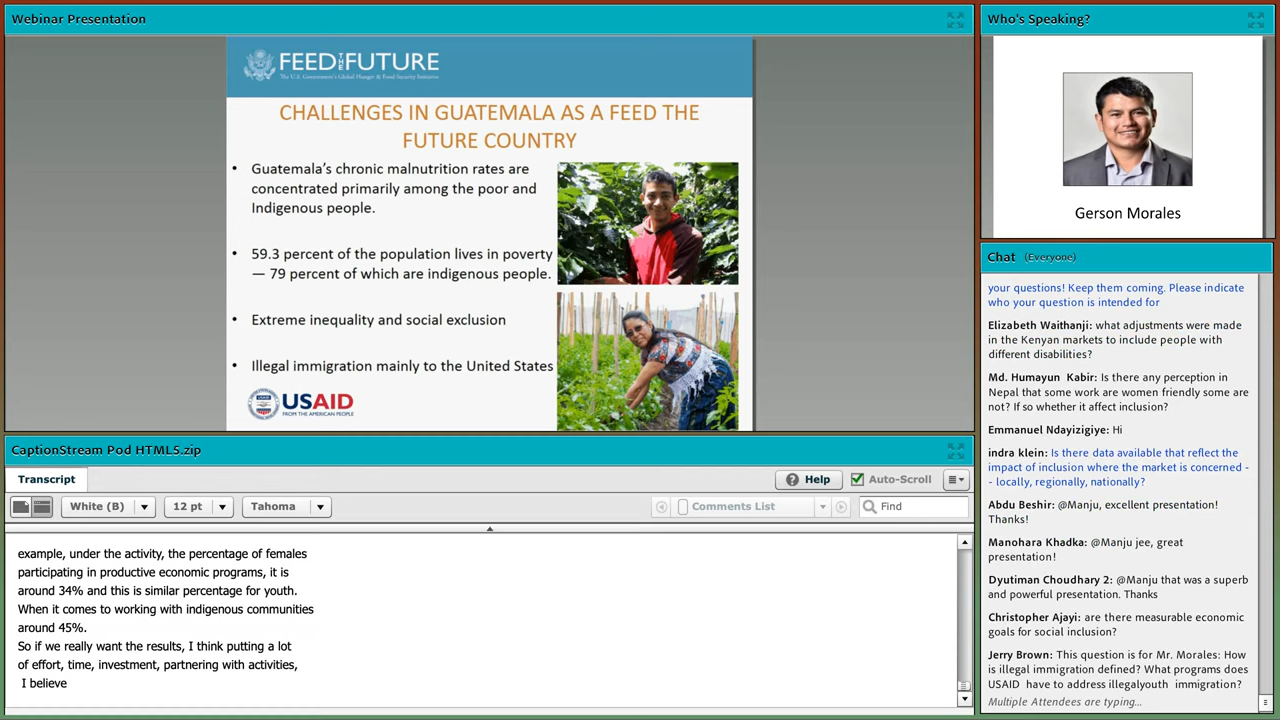 Webinar Presentation
FEED THE FUTURE
The U.S. Government's Global Hunger & Food Security Initiative
CHALLENGES IN GUATEMALA AS A FEED THE
FUTURE COUNTRY
• Guatemala's chronic malnutrition rates are
concentrated primarily among the poor and
Indigenous people.
• 59.3 percent of the population lives in poverty
— 79 percent of which are indigenous people.
• Extreme inequality and social exclusion
• Illegal immigration mainly to the United States
USAID
FROM THE AMERICAN PEOPLE
CaptionStream Pod HTML5.zip
Transcript
Help
Auto-Scroll
White (B)
12 pt
Tahoma
Comments List
Find
example, under the activity, the percentage of females
participating in productive economic programs, it is
around 34% and this is similar percentage for youth.
When it comes to working with indigenous communities
around 45%.
So if we really want the results, I think putting a lot
of effort, time, investment, partnering with activities,
I believe
Who's Speaking?
Gerson Morales
Chat (Everyone)
your questions! Keep them coming. Please indicate
who your question is intended for
Elizabeth Waithanji: what adjustments were made
in the Kenyan markets to include people with
different disabilities?
Md. Humayun Kabir: Is there any perception in
Nepal that some work are women friendly some are
not? If so whether it affect inclusion?
Emmanuel Ndayizigiye: Hi
indra klein: Is there data available that reflect the
impact of inclusion where the market is concerned -
- locally, regionally, nationally?
Abdu Beshir: @Manju, excellent presentation!
Thanks!
Manohara Khadka: @Manju jee, great
presentation!
Dyutiman Choudhary 2: @Manju that was a superb
and powerful presentation. Thanks
Christopher Ajayi: are there measurable economic
goals for social inclusion?
Jerry Brown: This question is for Mr. Morales: How
is illegal immigration defined? What programs does
USAID have to address illegalyouth immigration?
Multiple Attendees are typing...